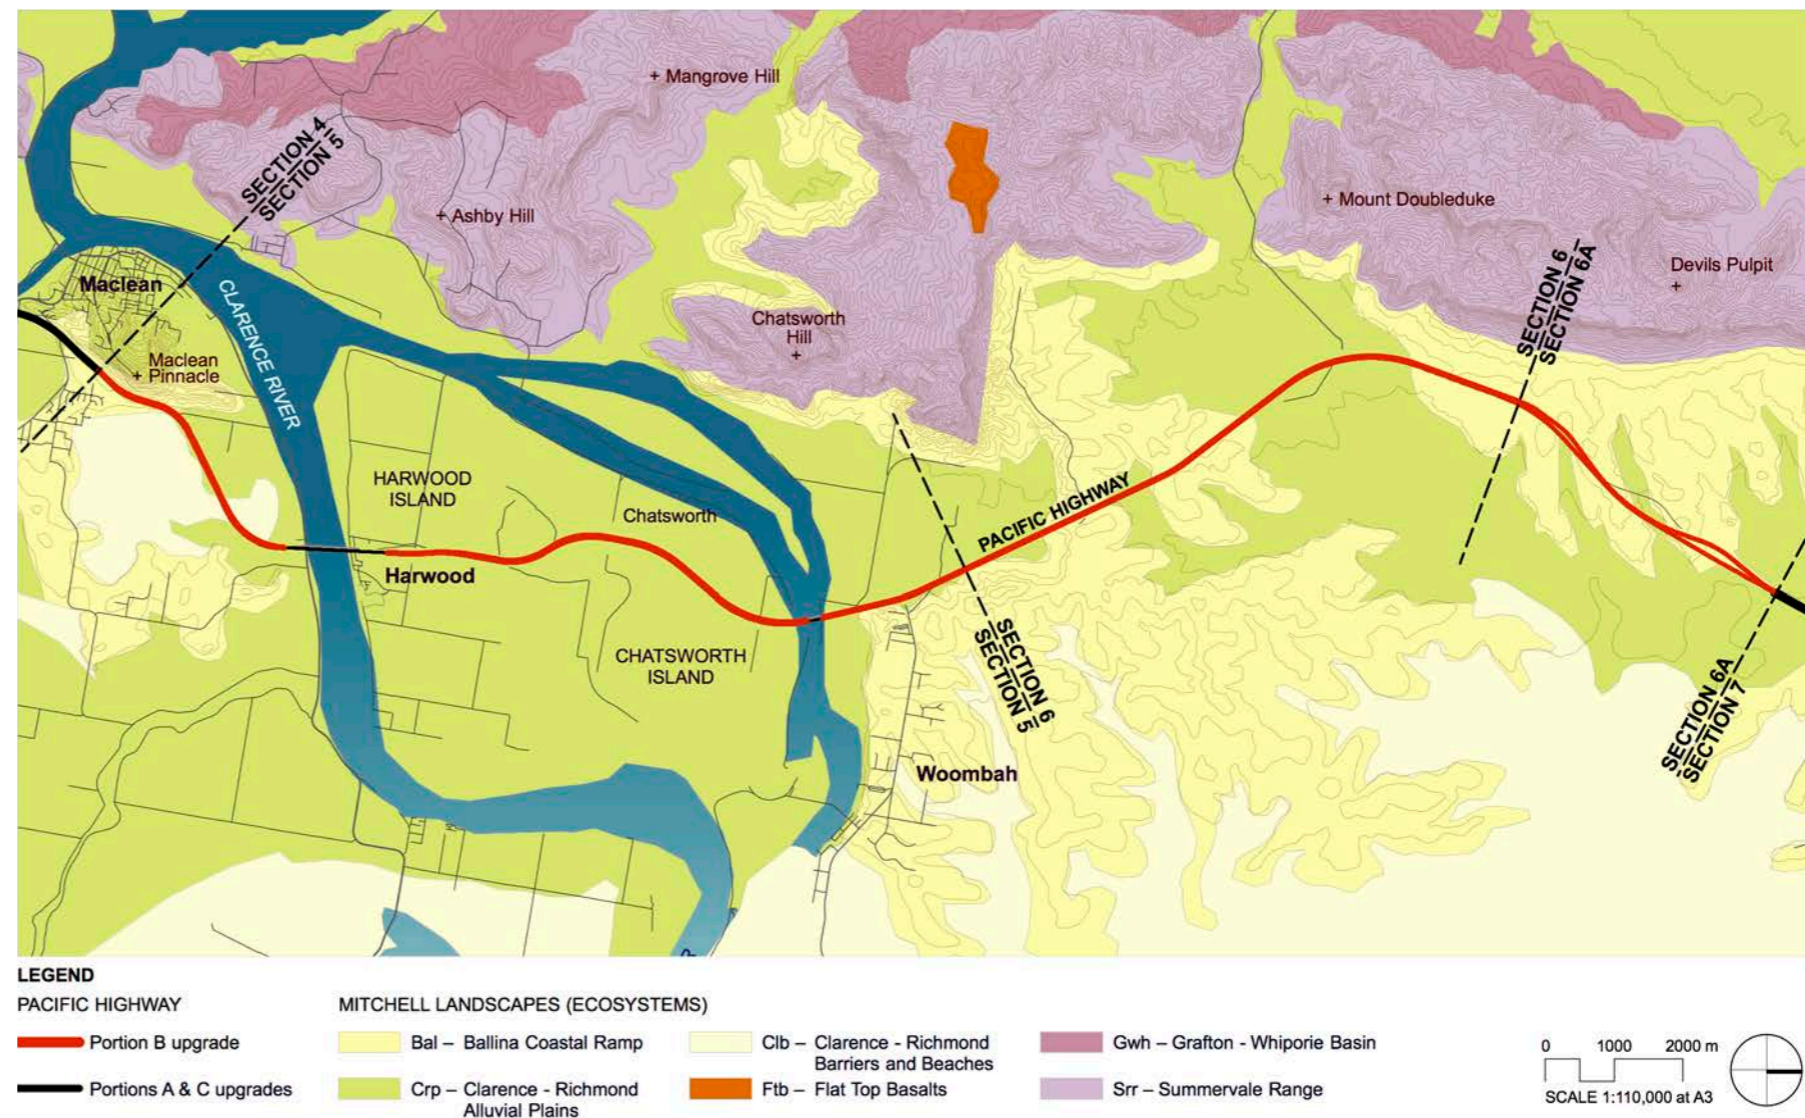 + Mangrove Hill
SECTION 4
SECTION 5
+ Ashby Hill
+ Mount Doubleduke
Devils Pulpit
+
SECTION 6
SECTION 6A
Maclean
CLARENCE RIVER
Chatsworth
Hill
+
Maclean
+ Pinnacle
HARWOOD
ISLAND
Chatsworth
PACIFIC HIGHWAY
Harwood
CHATSWORTH
ISLAND
SECTION 6
SECTION 5
SECTION 6A
SECTION 7
Woombah
LEGEND
PACIFIC HIGHWAY
Portion B upgrade
Portions A & C upgrades
MITCHELL LANDSCAPES (ECOSYSTEMS)
Bal – Ballina Coastal Ramp
Crp – Clarence - Richmond
Alluvial Plains
Clb – Clarence - Richmond
Barriers and Beaches
Ftb – Flat Top Basalts
Gwh – Grafton - Whiporie Basin
Srr – Summervale Range
0 1000 2000 m
SCALE 1:110,000 at A3